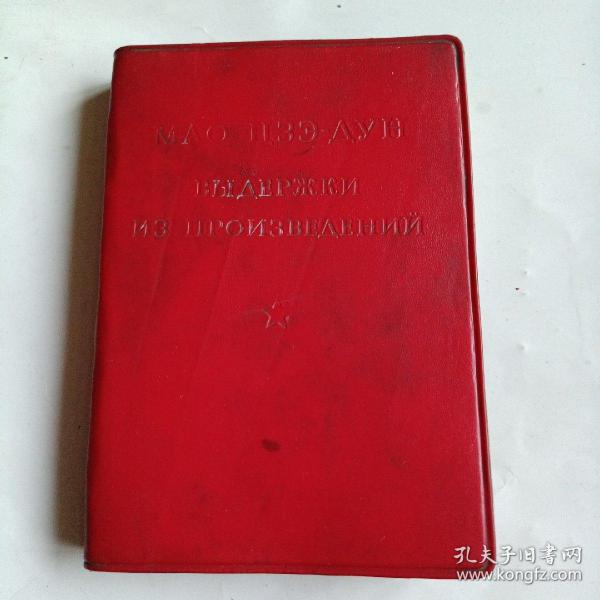 МАО ЦЗЭ-ДУН
ВЫДЕРЖКИ
ИЗ ПРОИЗВЕДЕНИЙ
孔夫子旧书网
www.kongfz.com